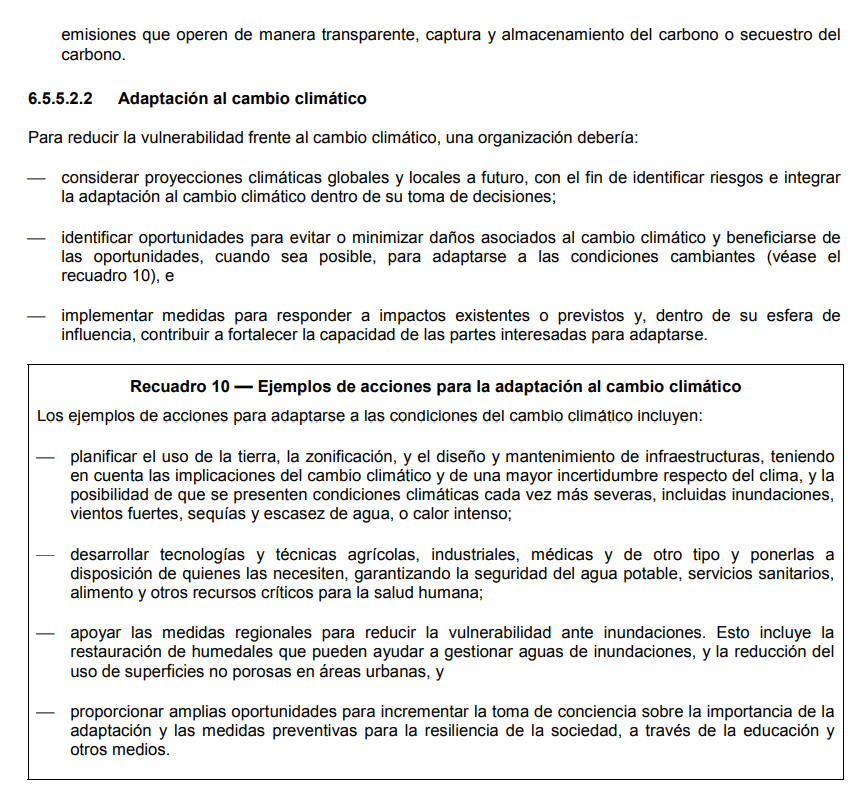 emisiones que operen de manera transparente, captura y almacenamiento del carbono o secuestro del
carbono.
6.5.5.2.2 Adaptación al cambio climático
Para reducir la vulnerabilidad frente al cambio climático, una organización debería:
— considerar proyecciones climáticas globales y locales a futuro, con el fin de identificar riesgos e integrar
la adaptación al cambio climático dentro de su toma de decisiones;
— identificar oportunidades para evitar o minimizar daños asociados al cambio climático y beneficiarse de
las oportunidades, cuando sea posible, para adaptarse a las condiciones cambiantes (véase el
recuadro 10), e
— implementar medidas para responder a impactos existentes o previstos y, dentro de su esfera de
influencia, contribuir a fortalecer la capacidad de las partes interesadas para adaptarse.
Recuadro 10 — Ejemplos de acciones para la adaptación al cambio climático
Los ejemplos de acciones para adaptarse a las condiciones del cambio climático incluyen:
— planificar el uso de la tierra, la zonificación, y el diseño y mantenimiento de infraestructuras, teniendo
en cuenta las implicaciones del cambio climático y de una mayor incertidumbre respecto del clima, y la
posibilidad de que se presenten condiciones climáticas cada vez más severas, incluidas inundaciones,
vientos fuertes, sequías y escasez de agua, o calor intenso;
— desarrollar tecnologías y técnicas agrícolas, industriales, médicas y de otro tipo y ponerlas a
disposición de quienes las necesiten, garantizando la seguridad del agua potable, servicios sanitarios,
alimento y otros recursos críticos para la salud humana;
— apoyar las medidas regionales para reducir la vulnerabilidad ante inundaciones. Esto incluye la
restauración de humedales que pueden ayudar a gestionar aguas de inundaciones, y la reducción del
uso de superficies no porosas en áreas urbanas, y
— proporcionar amplias oportunidades para incrementar la toma de conciencia sobre la importancia de la
adaptación y las medidas preventivas para la resiliencia de la sociedad, a través de la educación y
otros medios.